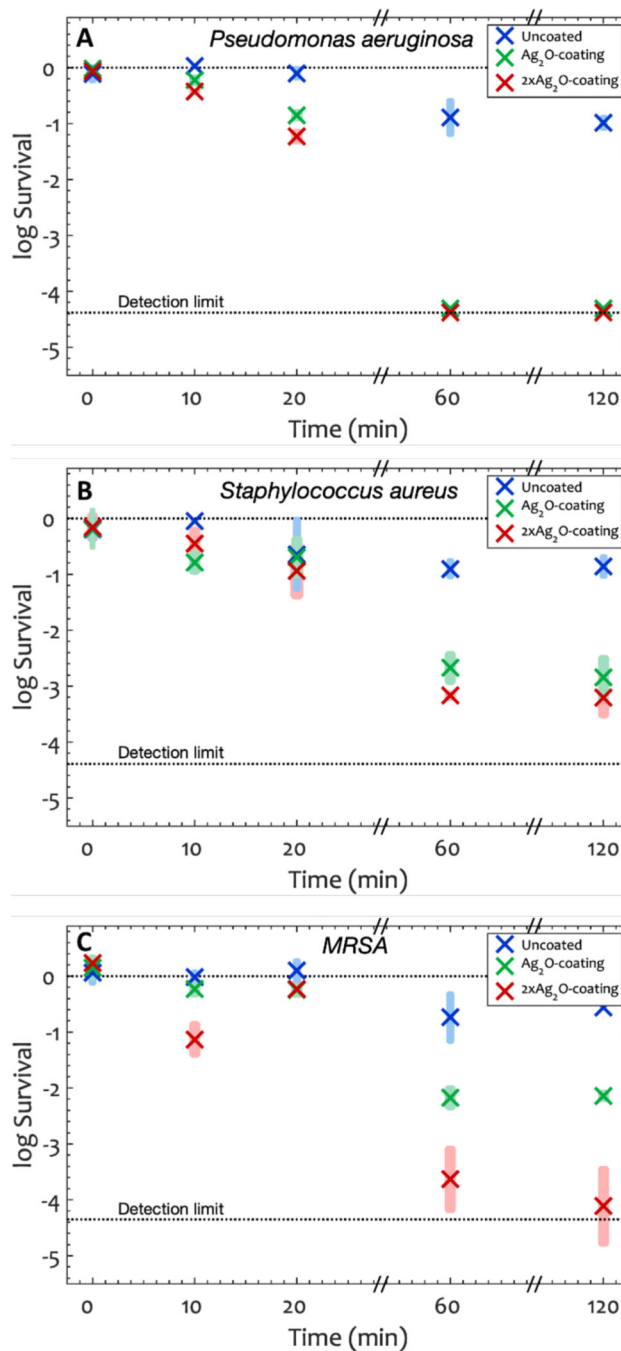 A
Pseudomonas aeruginosa
Uncoated
Ag₂O-coating
2xAg₂O-coating
0
-1
-2
-3
-4
-5
log Survival
Detection limit
0 10 20 60 120
Time (min)
B
Staphylococcus aureus
Uncoated
Ag₂O-coating
2xAg₂O-coating
0
-1
-2
-3
-4
-5
log Survival
Detection limit
0 10 20 60 120
Time (min)
C
MRSA
Uncoated
Ag₂O-coating
2xAg₂O-coating
0
-1
-2
-3
-4
-5
log Survival
Detection limit
0 10 20 60 120
Time (min)